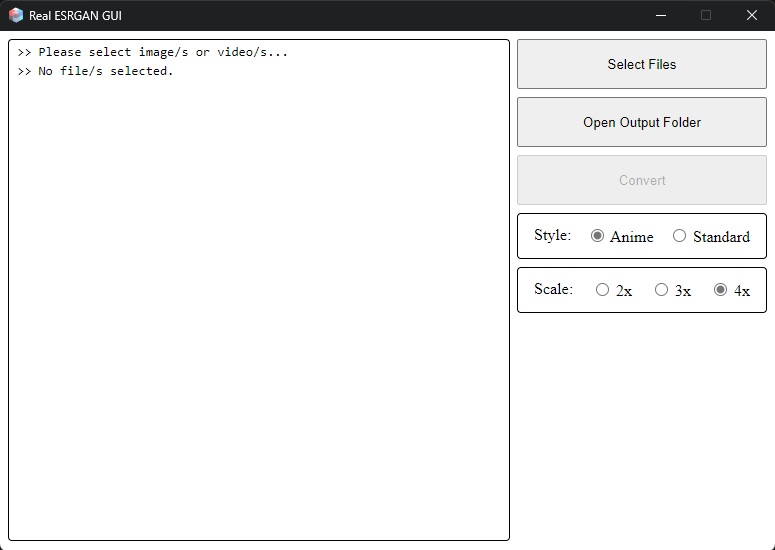 Real ESRGAN GUI
>> Please select image/s or video/s...
>> No file/s selected.
Select Files
Open Output Folder
Convert
Style: Anime Standard
Scale: 2x 3x 4x